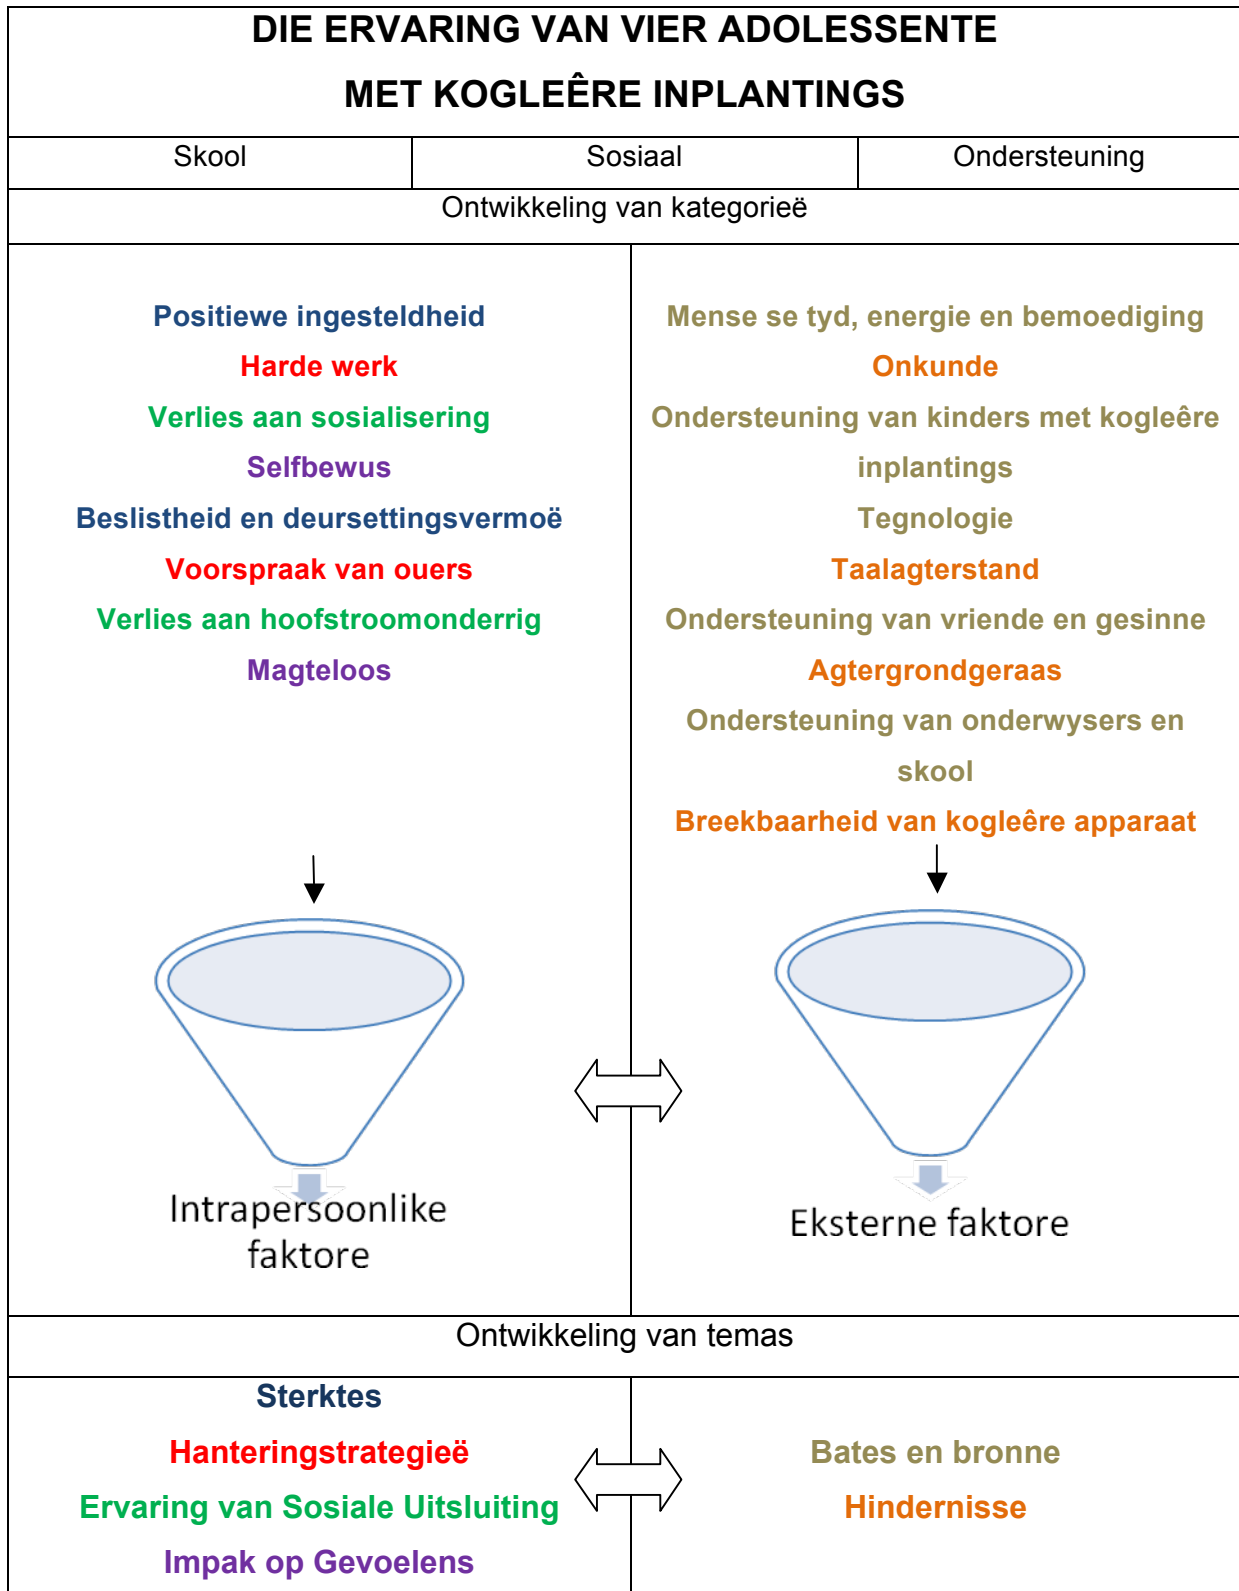 DIE ERVARING VAN VIER ADOLESSENTE
MET KOGLEÊRE INPLANTINGS
Skool
Sosiaal
Ondersteuning
Ontwikkeling van kategorieë
Positiewe ingesteldheid
Harde werk
Verlies aan sosialisering
Selfbewus
Beslistheid en deursettingsvermoë
Voorspraak van ouers
Verlies aan hoofstroomonderrig
Magteloos
Intrapersoonlike
faktore
Mense se tyd, energie en bemoediging
Onkunde
Ondersteuning van kinders met kogleêre
inplantings
Tegnologie
Taalagterstand
Ondersteuning van vriende en gesinne
Agtergrondgeraas
Ondersteuning van onderwysers en
skool
Breekbaarheid van kogleêre apparaat
Eksterne faktore
Ontwikkeling van temas
Sterktes
Hanteringstrategieë
Ervaring van Sosiale Uitsluiting
Impak op Gevoelens
Bates en bronne
Hindernisse